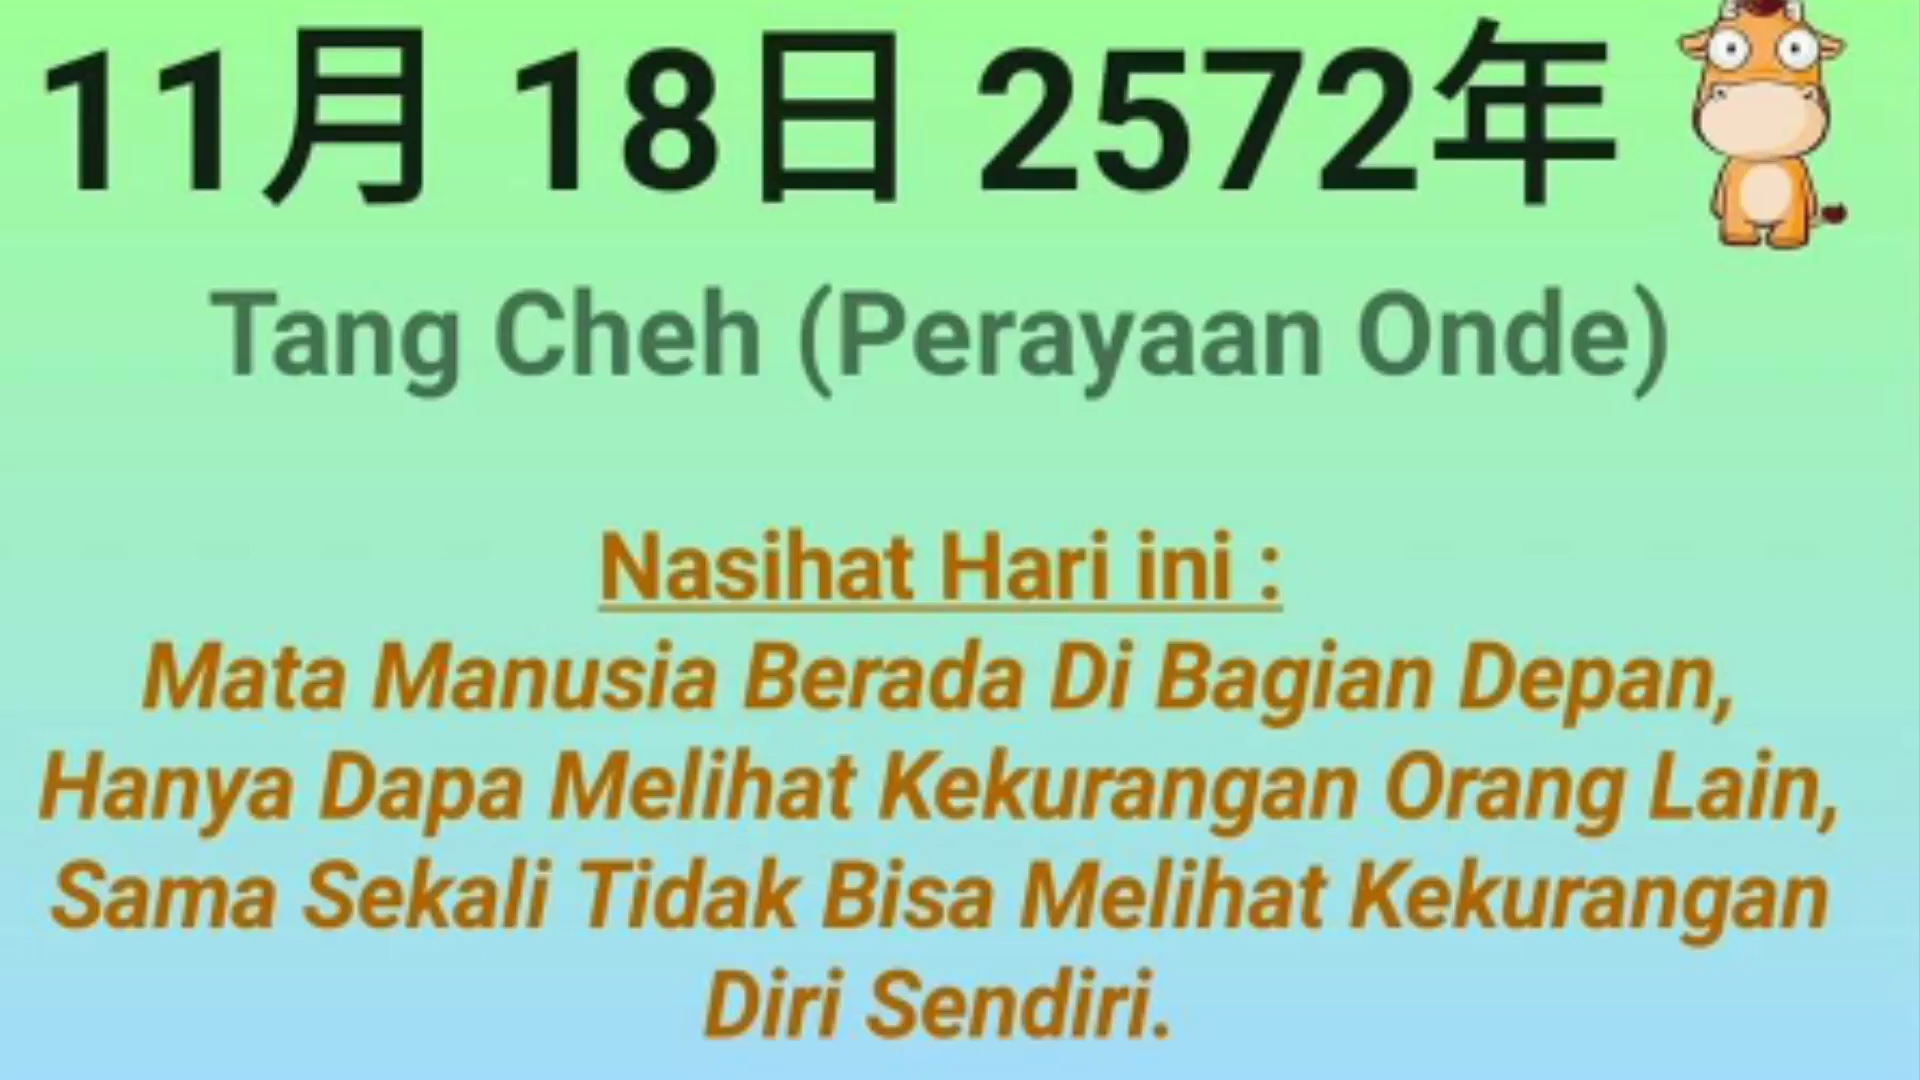 11月 18日 2572年
Tang Cheh (Perayaan Onde)
Nasihat Hari ini :
Mata Manusia Berada Di Bagian Depan,
Hanya Dapa Melihat Kekurangan Orang Lain,
Sama Sekali Tidak Bisa Melihat Kekurangan
Diri Sendiri.